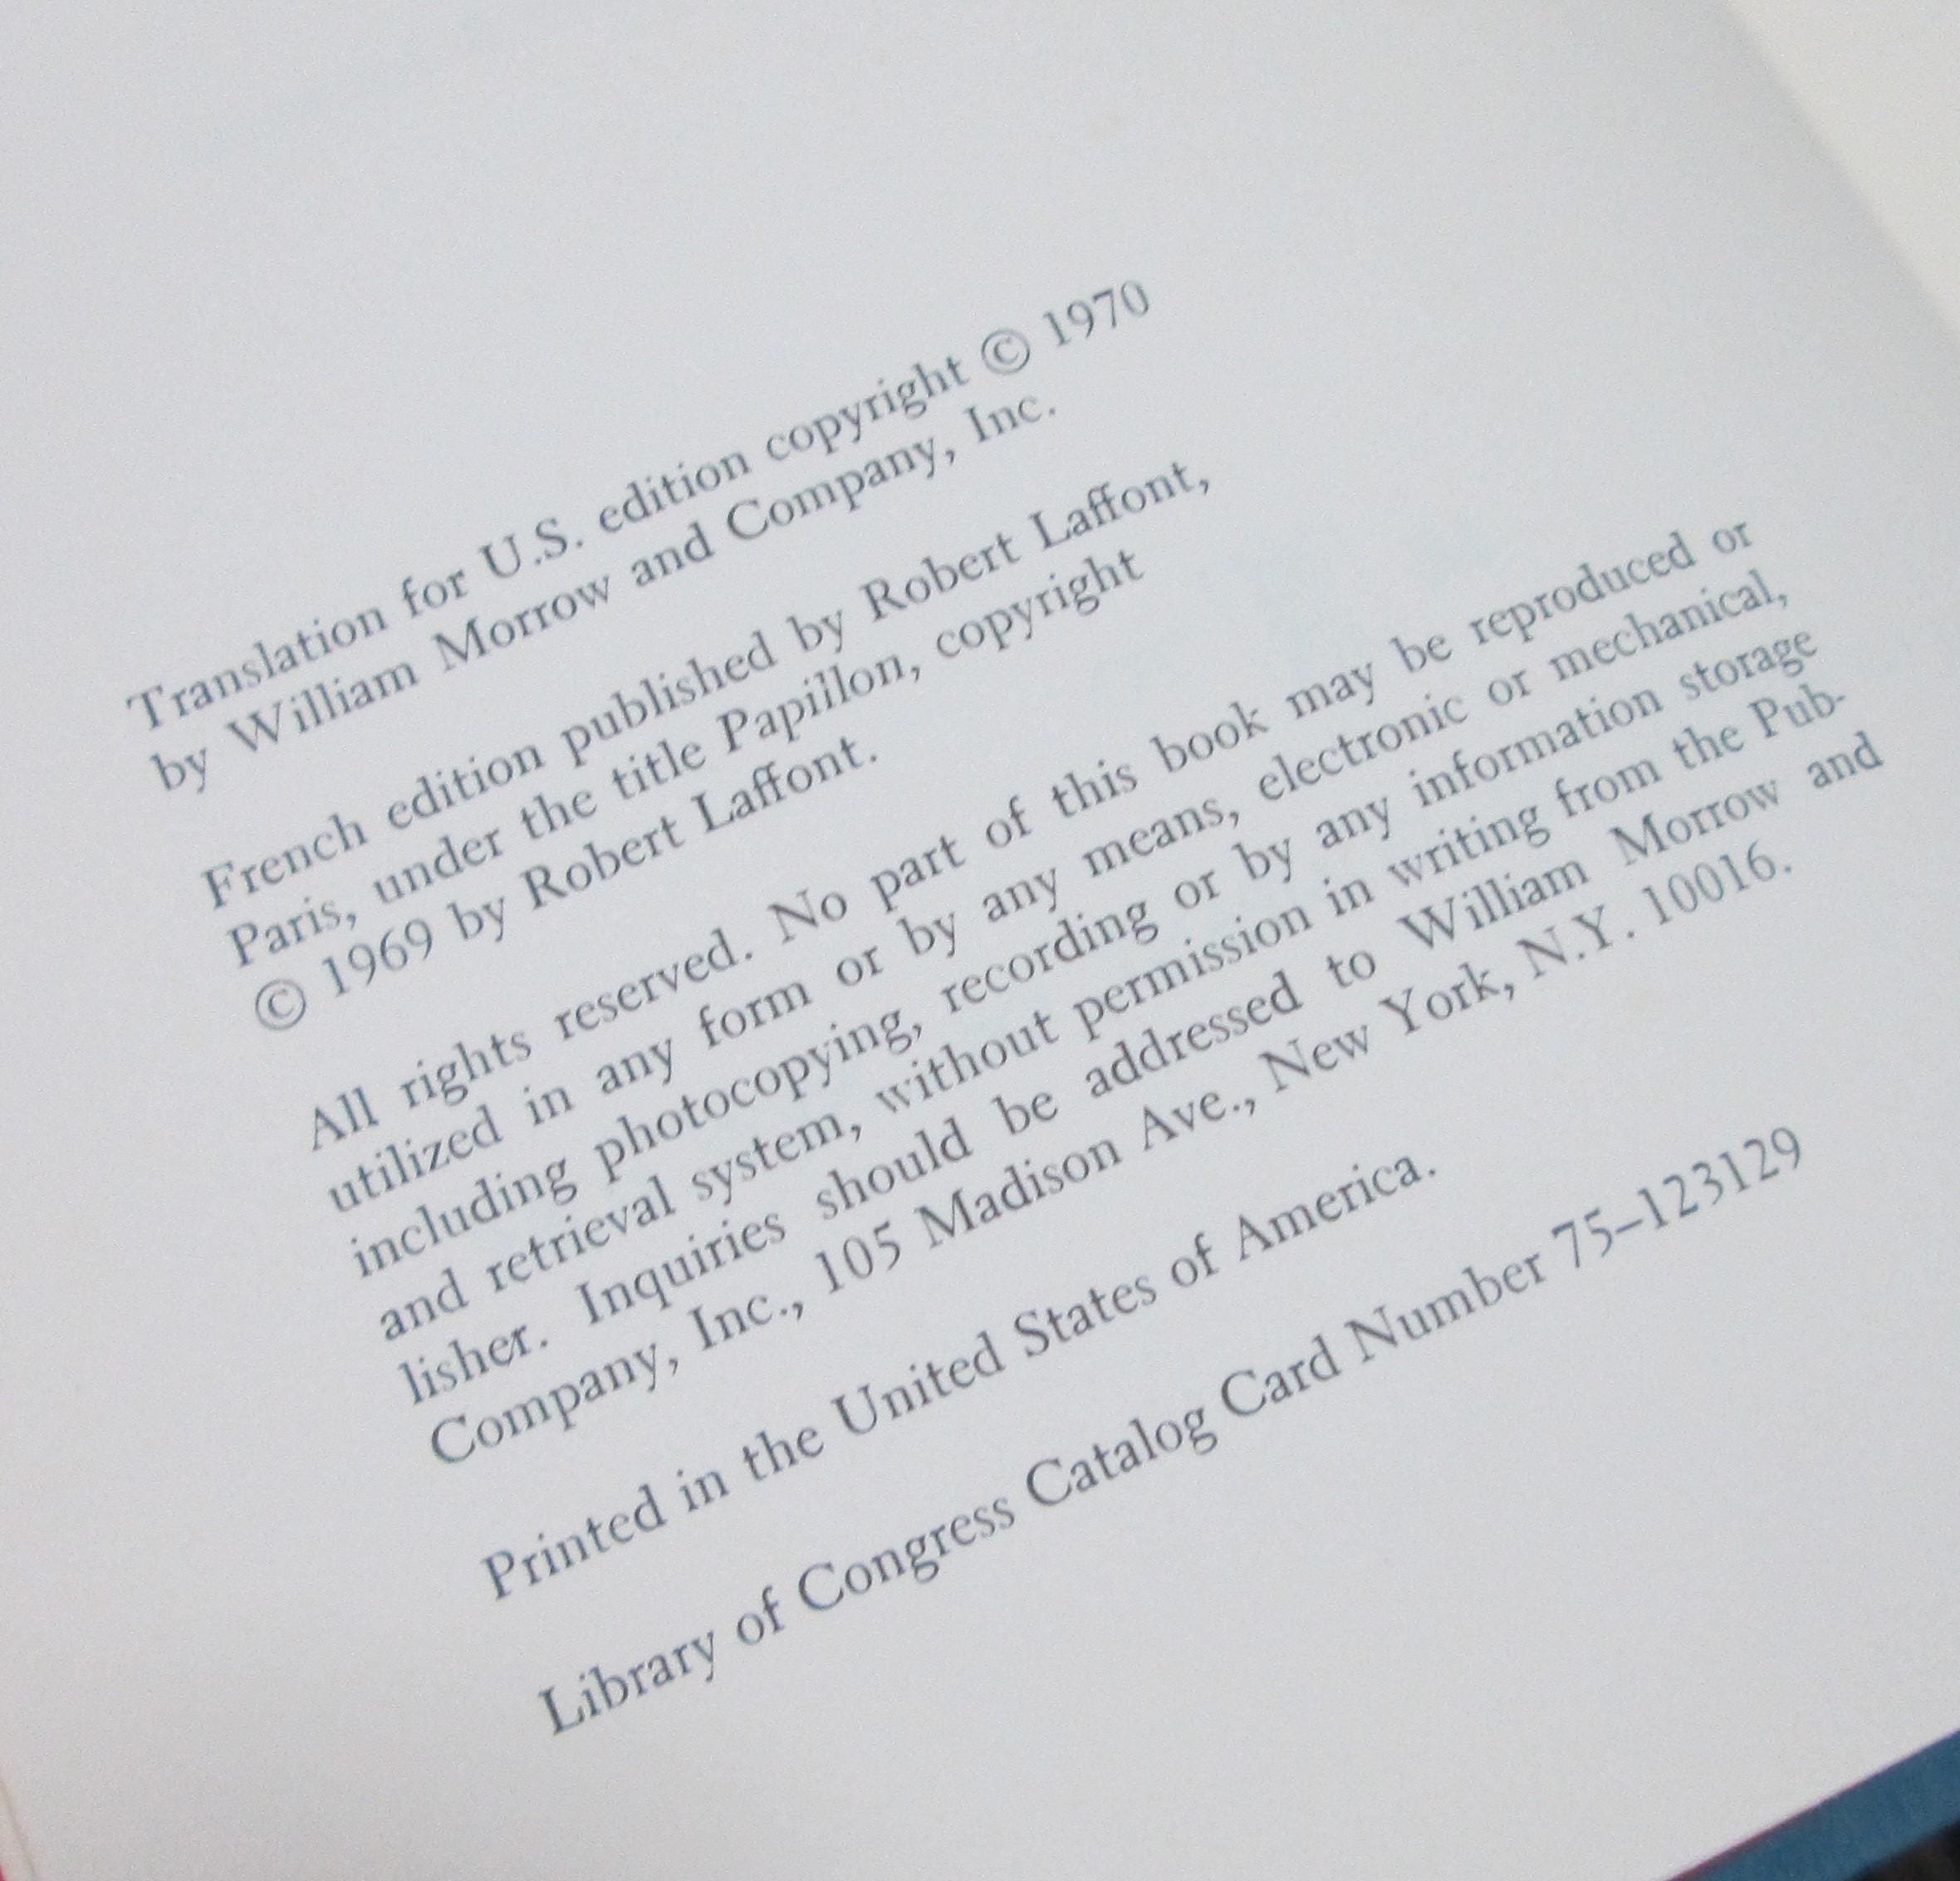 Translation for U.S. edition copyright © 1970
by William Morrow and Company, Inc.
French edition published by Robert Laffont,
Paris, under the title Papillon, copyright
© 1969 by Robert Laffont.
All rights reserved. No part of this book may be reproduced or
utilized in any form or by any means, electronic or mechanical,
including photocopying, recording or by any information storage
and retrieval system, without permission in writing from the Pub-
lisher. Inquiries should be addressed to William Morrow and
Company, Inc., 105 Madison Ave., New York, N.Y. 10016.
Printed in the United States of America.
Library of Congress Catalog Card Number 75–123129